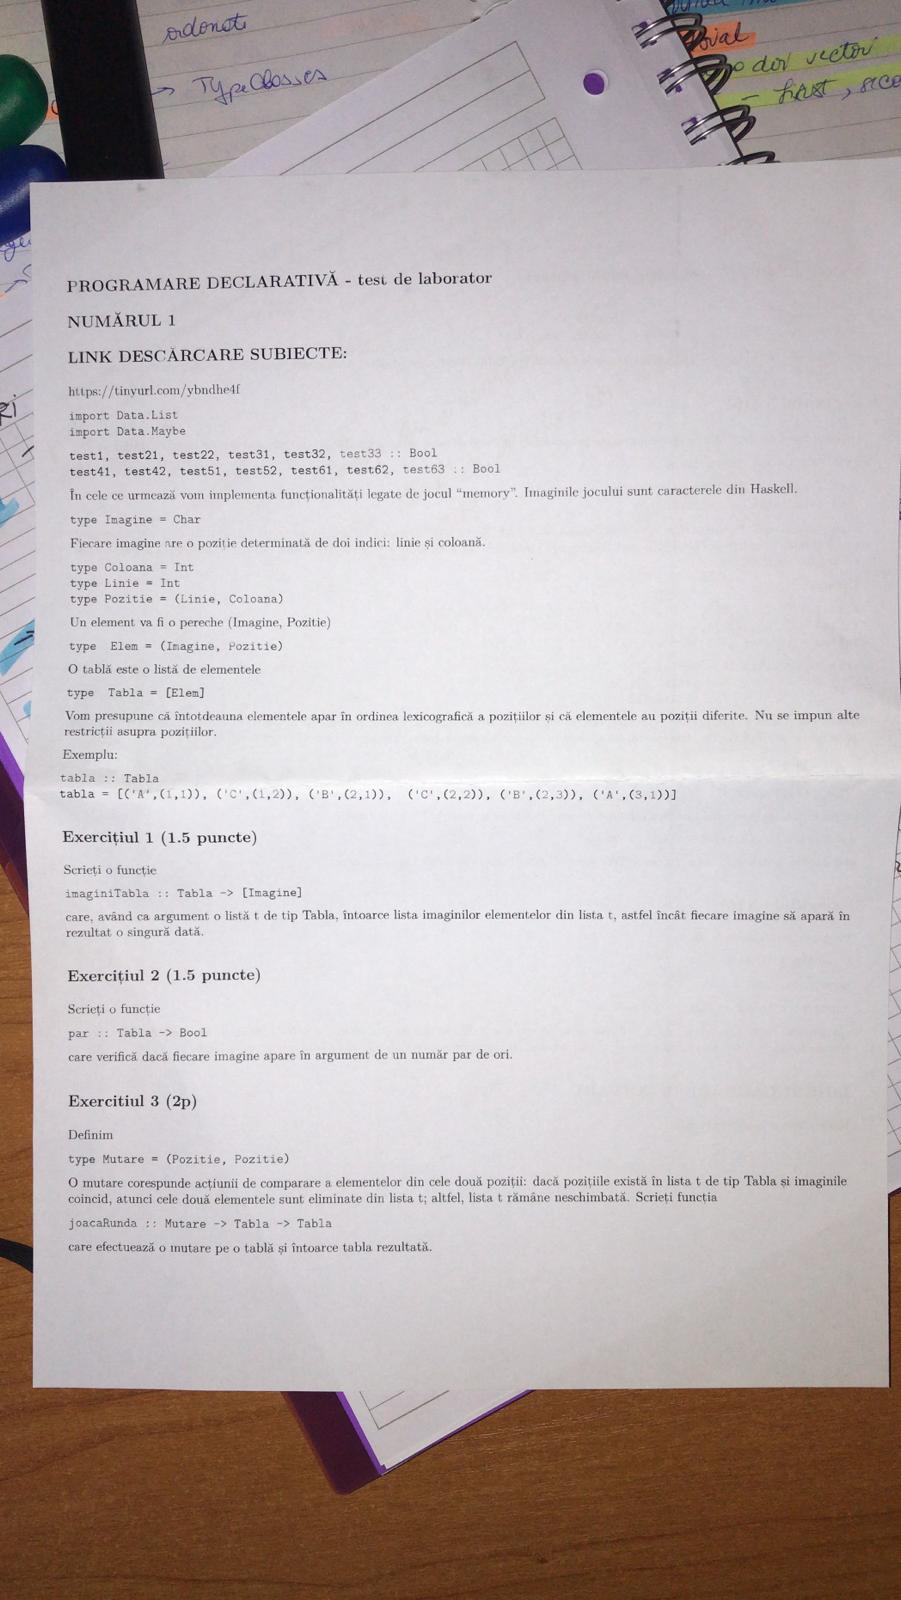 ordonate
→ TypeClasses
vial
o din vector
PROGRAMARE DECLARATIVĂ - test de laborator
NUMĂRUL 1
LINK DESCĂRCARE SUBIECTE:
https://tinyurl.com/ybndhe4f
import Data.List
import Data.Maybe
test1, test21, test22, test31, test32, test33 :: Bool
test41, test42, test51, test52, test61, test62, test63 :: Bool
În cele ce urmează vom implementa funcționalități legate de jocul “memory”. Imaginile jocului sunt caracterele din Haskell.
type Imagine = Char
Fiecare imagine are o poziție determinată de doi indici: linie și coloană.
type Coloana = Int
type Linie = Int
type Pozitie = (Linie, Coloana)
Un element va fi o pereche (Imagine, Pozitie)
type  Elem = (Imagine, Pozitie)
O tablă este o listă de elemente
type  Tabla = [Elem]
Vom presupune că întotdeauna elementele apar în ordinea lexicografică a pozițiilor și că elementele au poziții diferite. Nu se impun alte
restricții asupra pozițiilor.
Exemplu:
tabla :: Tabla
tabla = [('A',(1,1)), ('C',(1,2)), ('B',(2,1)),  ('C',(2,2)), ('B',(2,3)), ('A',(3,1))]
Exercițiul 1 (1.5 puncte)
Scrieți o funcție
imaginiTabla :: Tabla -> [Imagine]
care, având ca argument o listă t de tip Tabla, întoarce lista imaginilor elementelor din lista t, astfel încât fiecare imagine să apară în
rezultat o singură dată.
Exercițiul 2 (1.5 puncte)
Scrieți o funcție
par :: Tabla -> Bool
care verifică dacă fiecare imagine apare în argument de un număr par de ori.
Exercitiul 3 (2p)
Definim
type Mutare = (Pozitie, Pozitie)
O mutare corespunde acțiunii de comparare a elementelor din cele două poziții: dacă pozițiile există în lista t de tip Tabla și imaginile
coincid, atunci cele două elementele sunt eliminate din lista t; altfel, lista t rămâne neschimbată. Scrieți funcția
joacaRunda :: Mutare -> Tabla -> Tabla
care efectuează o mutare pe o tablă și întoarce tabla rezultată.